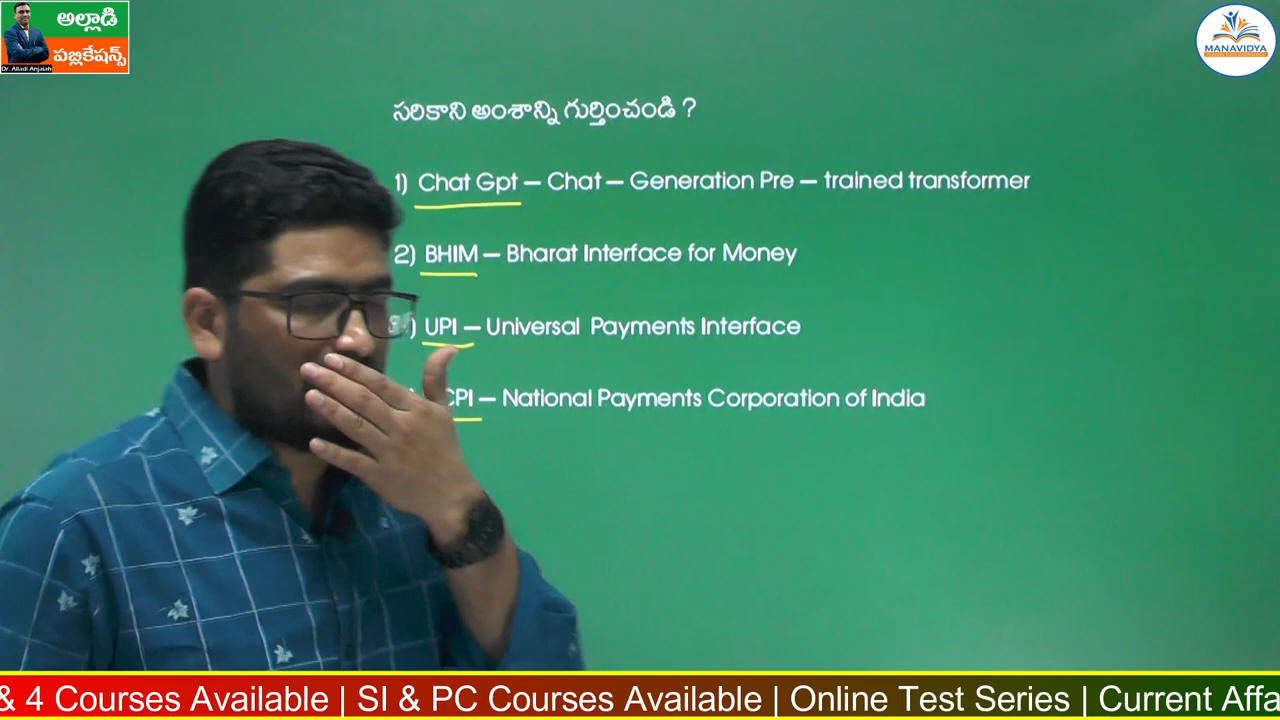 అల్లాడి
పబ్లికేషన్స్
Dr. Alladi Anjaiah
MANAVIDYA
సరికాని అంశాన్ని గుర్తించండి ?
1) Chat Gpt – Chat – Generation Pre – trained transformer
2) BHIM – Bharat Interface for Money
) UPI – Universal Payments Interface
CPI – National Payments Corporation of India
& 4 Courses Available | SI & PC Courses Available | Online Test Series | Current Affa